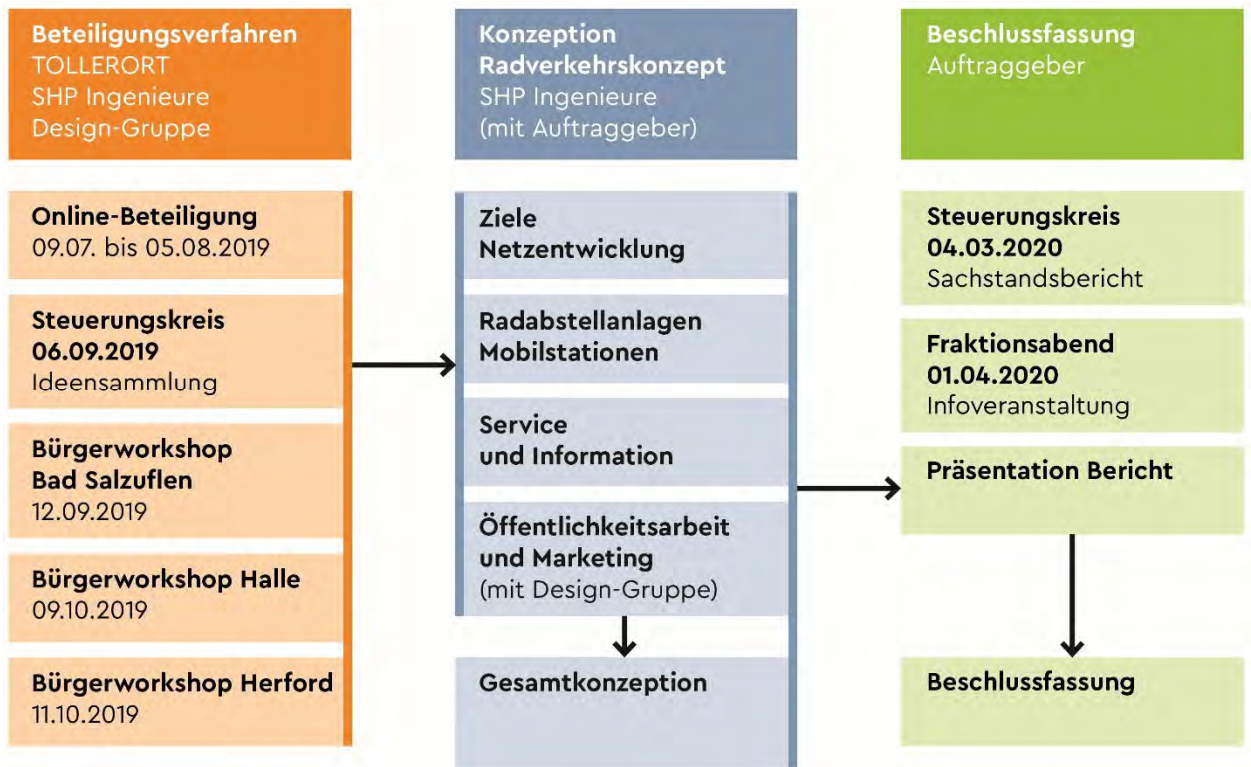 Beteiligungsverfahren
TOLLERORT
SHP Ingenieure
Design-Gruppe
Online-Beteiligung
09.07. bis 05.08.2019
Steuerungskreis
06.09.2019
Ideensammlung
Bürgerworkshop
Bad Salzuflen
12.09.2019
Bürgerworkshop Halle
09.10.2019
Bürgerworkshop Herford
11.10.2019
Konzeption
Radverkehrskonzept
SHP Ingenieure
(mit Auftraggeber)
Ziele
Netzentwicklung
Radabstellanlagen
Mobilstationen
Service
und Information
Öffentlichkeitsarbeit
und Marketing
(mit Design-Gruppe)
Gesamtkonzeption
Beschlussfassung
Auftraggeber
Steuerungskreis
04.03.2020
Sachstandsbericht
Fraktionsabend
01.04.2020
Infoveranstaltung
Präsentation Bericht
Beschlussfassung